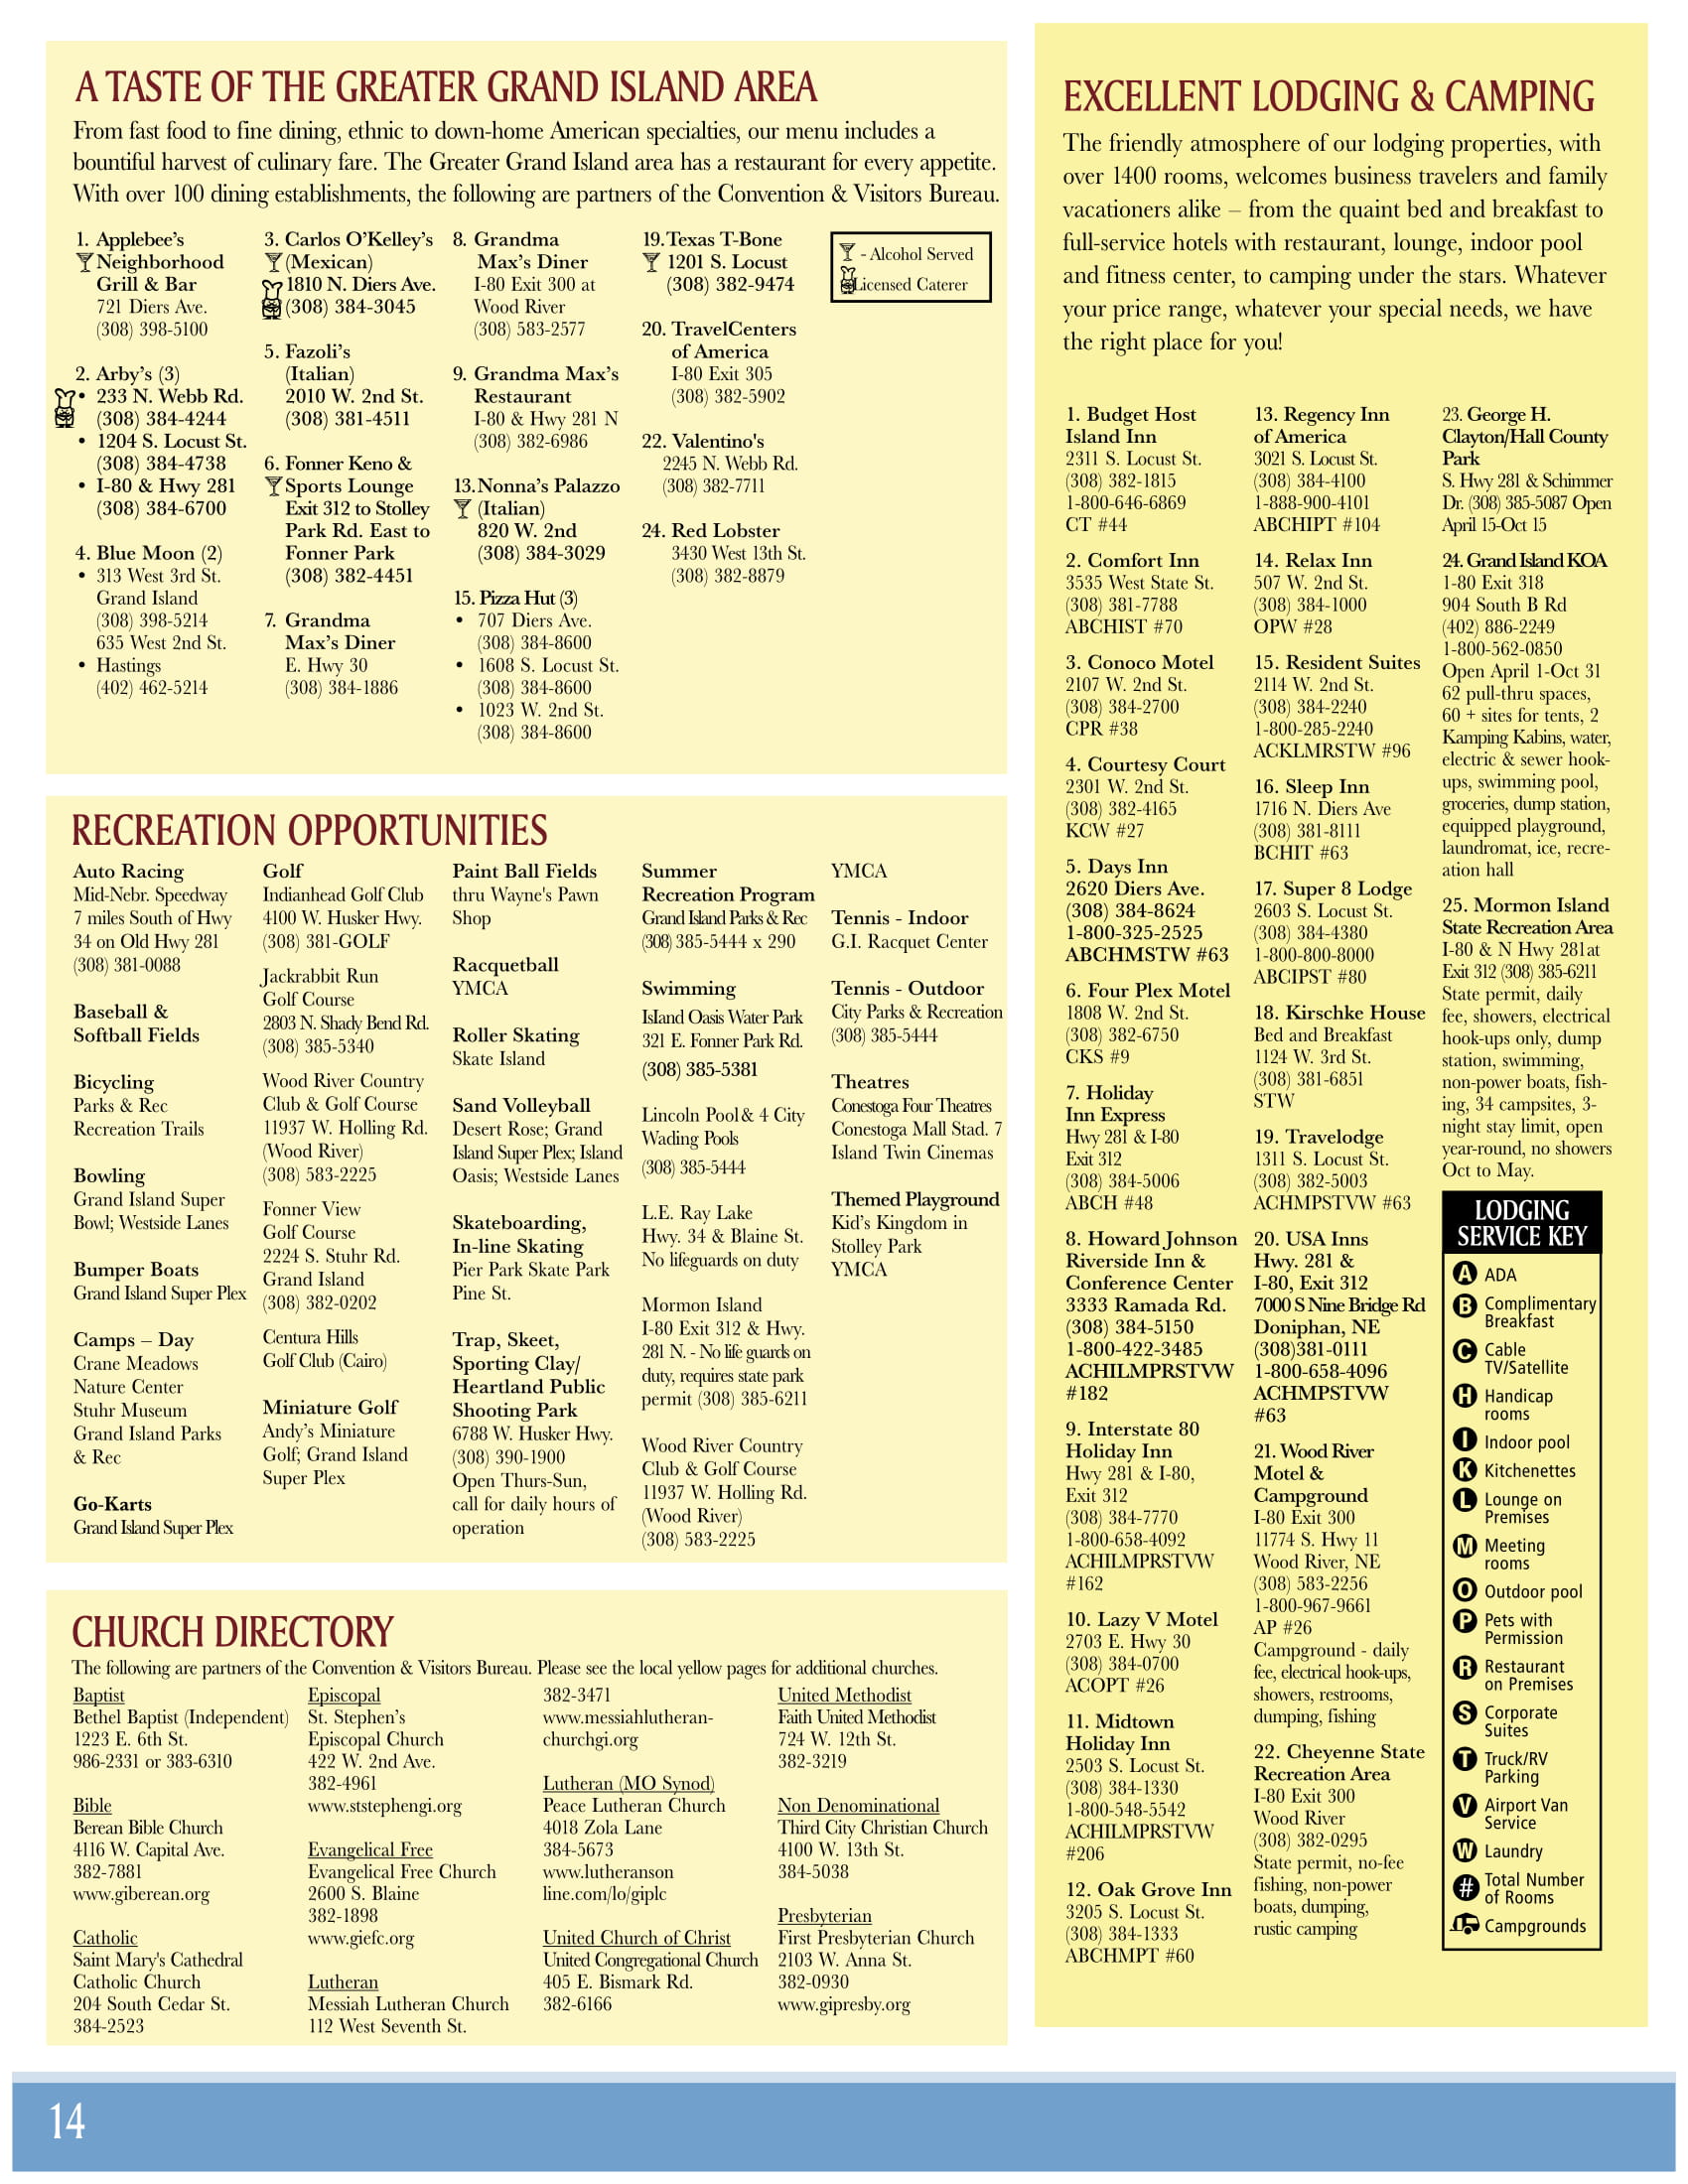 A TASTE OF THE GREATER GRAND ISLAND AREA
From fast food to fine dining, ethnic to down-home American specialties, our menu includes a
bountiful harvest of culinary fare. The Greater Grand Island area has a restaurant for every appetite.
With over 100 dining establishments, the following are partners of the Convention & Visitors Bureau.
1. Applebee's
Neighborhood
Grill & Bar
721 Diers Ave.
(308) 398-5100
2. Arby's (3)
• 233 N. Webb Rd.
(308) 384-4244
• 1204 S. Locust St.
(308) 384-4738
• I-80 & Hwy 281
(308) 384-6700
4. Blue Moon (2)
• 313 West 3rd St.
Grand Island
(308) 398-5214
635 West 2nd St.
• Hastings
(402) 462-5214
3. Carlos O'Kelley's
(Mexican)
1810 N. Diers Ave.
(308) 384-3045
5. Fazoli's
(Italian)
2010 W. 2nd St.
(308) 381-4511
6. Fonner Keno &
Sports Lounge
Exit 312 to Stolley
Park Rd. East to
Fonner Park
(308) 382-4451
7. Grandma
Max's Diner
E. Hwy 30
(308) 384-1886
8. Grandma
Max's Diner
I-80 Exit 300 at
Wood River
(308) 583-2577
9. Grandma Max's
Restaurant
I-80 & Hwy 281 N
(308) 382-6986
13.Nonna's Palazzo
(Italian)
820 W. 2nd
(308) 384-3029
15. Pizza Hut (3)
• 707 Diers Ave.
(308) 384-8600
• 1608 S. Locust St.
(308) 384-8600
• 1023 W. 2nd St.
(308) 384-8600
19.Texas T-Bone
1201 S. Locust
(308) 382-9474
20. TravelCenters
of America
I-80 Exit 305
(308) 382-5902
22. Valentino's
2245 N. Webb Rd.
(308) 382-7711
24. Red Lobster
3430 West 13th St.
(308) 382-8879
- Alcohol Served
Licensed Caterer
RECREATION OPPORTUNITIES
Auto Racing
Mid-Nebr. Speedway
7 miles South of Hwy
34 on Old Hwy 281
(308) 381-0088
Baseball &
Softball Fields
Bicycling
Parks & Rec
Recreation Trails
Bowling
Grand Island Super
Bowl; Westside Lanes
Bumper Boats
Grand Island Super Plex
Camps – Day
Crane Meadows
Nature Center
Stuhr Museum
Grand Island Parks
& Rec
Go-Karts
Grand Island Super Plex
Golf
Indianhead Golf Club
4100 W. Husker Hwy.
(308) 381-GOLF
Jackrabbit Run
Golf Course
2803 N. Shady Bend Rd.
(308) 385-5340
Wood River Country
Club & Golf Course
11937 W. Holling Rd.
(Wood River)
(308) 583-2225
Fonner View
Golf Course
2224 S. Stuhr Rd.
Grand Island
(308) 382-0202
Centura Hills
Golf Club (Cairo)
Miniature Golf
Andy's Miniature
Golf; Grand Island
Super Plex
Paint Ball Fields
thru Wayne's Pawn
Shop
Racquetball
YMCA
Roller Skating
Skate Island
Sand Volleyball
Desert Rose; Grand
Island Super Plex; Island
Oasis; Westside Lanes
Skateboarding,
In-line Skating
Pier Park Skate Park
Pine St.
Trap, Skeet,
Sporting Clay/
Heartland Public
Shooting Park
6788 W. Husker Hwy.
(308) 390-1900
Open Thurs-Sun,
call for daily hours of
operation
Summer
Recreation Program
Grand Island Parks & Rec
(308) 385-5444 x 290
Swimming
Island Oasis Water Park
321 E. Fonner Park Rd.
(308) 385-5381
Lincoln Pool & 4 City
Wading Pools
(308) 385-5444
L.E. Ray Lake
Hwy. 34 & Blaine St.
No lifeguards on duty
Mormon Island
I-80 Exit 312 & Hwy.
281 N. - No life guards on
duty, requires state park
permit (308) 385-6211
Wood River Country
Club & Golf Course
11937 W. Holling Rd.
(Wood River)
(308) 583-2225
YMCA
Tennis - Indoor
G.I. Racquet Center
Tennis - Outdoor
City Parks & Recreation
(308) 385-5444
Theatres
Conestoga Four Theatres
Conestoga Mall Stad. 7
Island Twin Cinemas
Themed Playground
Kid's Kingdom in
Stolley Park
YMCA
CHURCH DIRECTORY
The following are partners of the Convention & Visitors Bureau. Please see the local yellow pages for additional churches.
Baptist
Bethel Baptist (Independent)
1223 E. 6th St.
986-2331 or 383-6310
Bible
Berean Bible Church
4116 W. Capital Ave.
382-7881
www.giberean.org
Catholic
Saint Mary's Cathedral
Catholic Church
204 South Cedar St.
384-2523
Episcopal
St. Stephen's
Episcopal Church
422 W. 2nd Ave.
382-4961
www.ststephengi.org
Evangelical Free
Evangelical Free Church
2600 S. Blaine
382-1898
www.giefc.org
Lutheran
Messiah Lutheran Church
112 West Seventh St.
382-3471
www.messiahlutheran-
churchgi.org
Lutheran (MO Synod)
Peace Lutheran Church
4018 Zola Lane
384-5673
www.lutheranson
line.com/lo/giplc
United Church of Christ
United Congregational Church
405 E. Bismark Rd.
382-6166
United Methodist
Faith United Methodist
724 W. 12th St.
382-3219
Non Denominational
Third City Christian Church
4100 W. 13th St.
384-5038
Presbyterian
First Presbyterian Church
2103 W. Anna St.
382-0930
www.gipresby.org
EXCELLENT LODGING & CAMPING
The friendly atmosphere of our lodging properties, with
over 1400 rooms, welcomes business travelers and family
vacationers alike – from the quaint bed and breakfast to
full-service hotels with restaurant, lounge, indoor pool
and fitness center, to camping under the stars. Whatever
your price range, whatever your special needs, we have
the right place for you!
1. Budget Host
Island Inn
2311 S. Locust St.
(308) 382-1815
1-800-646-6869
CT #44
2. Comfort Inn
3535 West State St.
(308) 381-7788
ABCHIST #70
3. Conoco Motel
2107 W. 2nd St.
(308) 384-2700
CPR #38
4. Courtesy Court
2301 W. 2nd St.
(308) 382-4165
KCW #27
5. Days Inn
2620 Diers Ave.
(308) 384-8624
1-800-325-2525
ABCHMSTW #63
6. Four Plex Motel
1808 W. 2nd St.
(308) 382-6750
CKS #9
7. Holiday
Inn Express
Hwy 281 & I-80
Exit 312
(308) 384-5006
ABCH #48
8. Howard Johnson
Riverside Inn &
Conference Center
3333 Ramada Rd.
(308) 384-5150
1-800-422-3485
ACHILMPRSTVW
#182
9. Interstate 80
Holiday Inn
Hwy 281 & I-80,
Exit 312
(308) 384-7770
1-800-658-4092
ACHILMPRSTVW
#162
10. Lazy V Motel
2703 E. Hwy 30
(308) 384-0700
ACOPT #26
11. Midtown
Holiday Inn
2503 S. Locust St.
(308) 384-1330
1-800-548-5542
ACHILMPRSTVW
#206
12. Oak Grove Inn
3205 S. Locust St.
(308) 384-1333
ABCHMPT #60
13. Regency Inn
of America
3021 S. Locust St.
(308) 384-4100
1-888-900-4101
ABCHIPT #104
14. Relax Inn
507 W. 2nd St.
(308) 384-1000
OPW #28
15. Resident Suites
2114 W. 2nd St.
(308) 384-2240
1-800-285-2240
ACKLMRSTW #96
16. Sleep Inn
1716 N. Diers Ave
(308) 381-8111
BCHIT #63
17. Super 8 Lodge
2603 S. Locust St.
(308) 384-4380
1-800-800-8000
ABCIPST #80
18. Kirschke House
Bed and Breakfast
1124 W. 3rd St.
(308) 381-6851
STW
19. Travelodge
1311 S. Locust St.
(308) 382-5003
ACHMPSTVW #63
20. USA Inns
Hwy. 281 &
I-80, Exit 312
7000 S Nine Bridge Rd
Doniphan, NE
(308)381-0111
1-800-658-4096
ACHMPSTVW
#63
21. Wood River
Motel &
Campground
I-80 Exit 300
11774 S. Hwy 11
Wood River, NE
(308) 583-2256
1-800-967-9661
AP #26
Campground - daily
fee, electrical hook-ups,
showers, restrooms,
dumping, fishing
22. Cheyenne State
Recreation Area
I-80 Exit 300
Wood River
(308) 382-0295
State permit, no-fee
fishing, non-power
boats, dumping,
rustic camping
23. George H.
Clayton/Hall County
Park
S. Hwy 281 & Schimmer
Dr. (308) 385-5087 Open
April 15-Oct 15
24. Grand Island KOA
1-80 Exit 318
904 South B Rd
(402) 886-2249
1-800-562-0850
Open April 1-Oct 31
62 pull-thru spaces,
60 + sites for tents, 2
Kamping Kabins, water,
electric & sewer hook-
ups, swimming pool,
groceries, dump station,
equipped playground,
laundromat, ice, recre-
ation hall
25. Mormon Island
State Recreation Area
I-80 & N Hwy 281at
Exit 312 (308) 385-6211
State permit, daily
fee, showers, electrical
hook-ups only, dump
station, swimming,
non-power boats, fish-
ing, 34 campsites, 3-
night stay limit, open
year-round, no showers
Oct to May.
LODGING
SERVICE KEY
A ADA
B Complimentary
Breakfast
C Cable
TV/Satellite
H Handicap
rooms
I Indoor pool
K Kitchenettes
L Lounge on
Premises
M Meeting
rooms
O Outdoor pool
P Pets with
Permission
R Restaurant
on Premises
S Corporate
Suites
T Truck/RV
Parking
V Airport Van
Service
W Laundry
# Total Number
of Rooms
Campgrounds
14